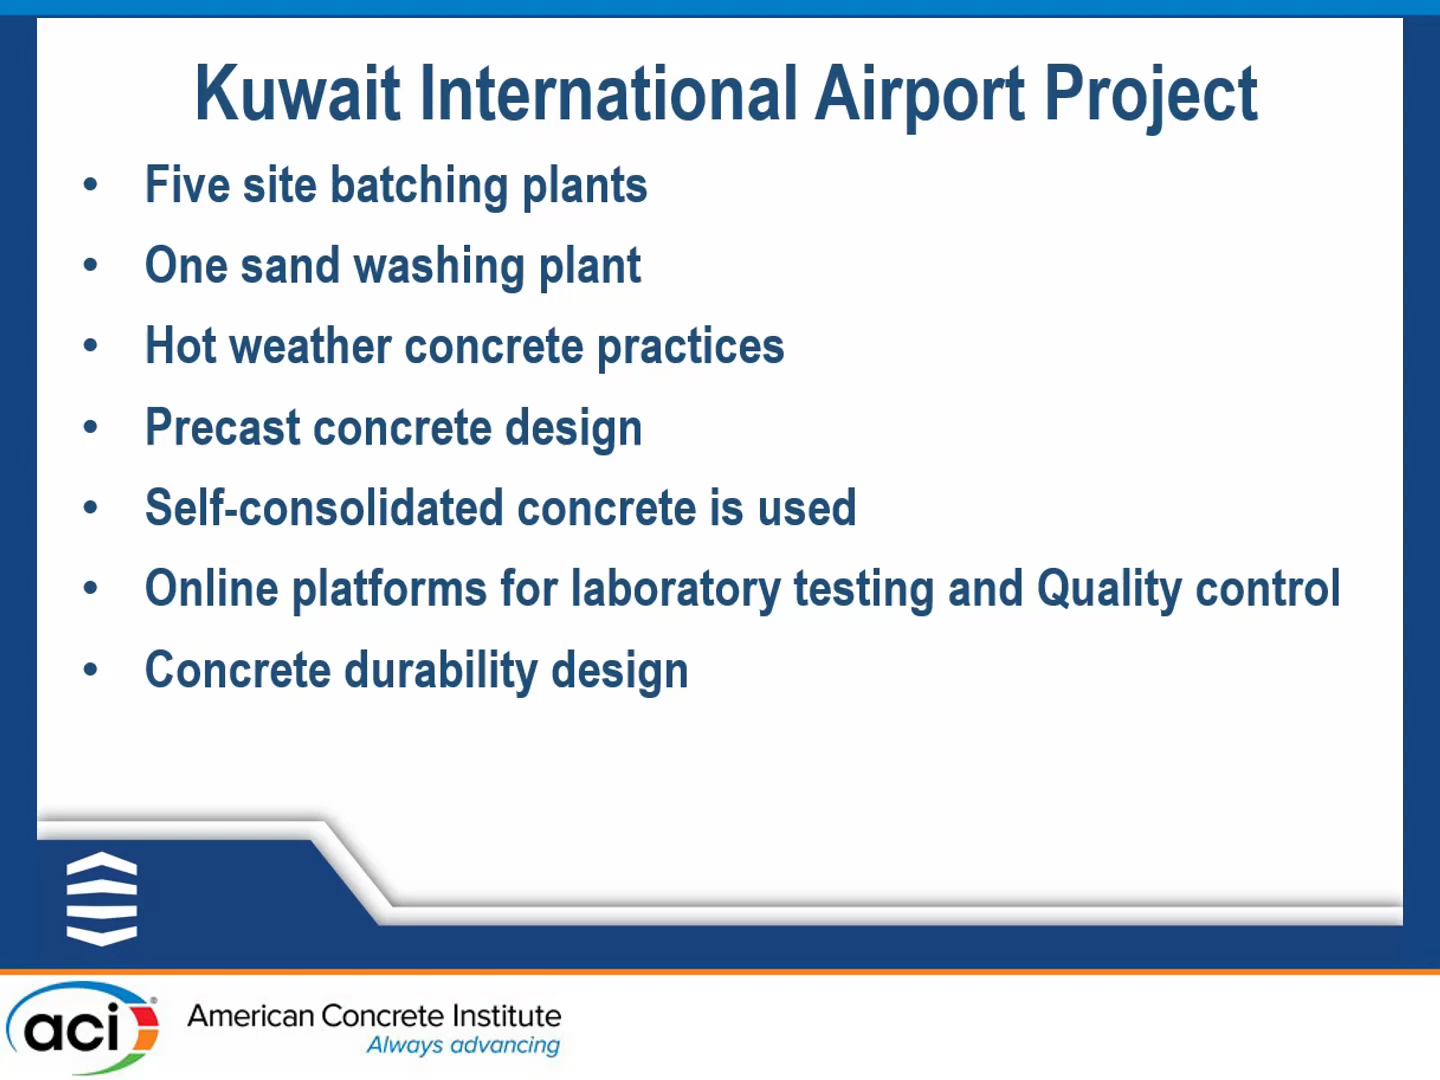 Kuwait International Airport Project
• Five site batching plants
• One sand washing plant
• Hot weather concrete practices
• Precast concrete design
• Self-consolidated concrete is used
• Online platforms for laboratory testing and Quality control
• Concrete durability design
aci®
American Concrete Institute
Always advancing